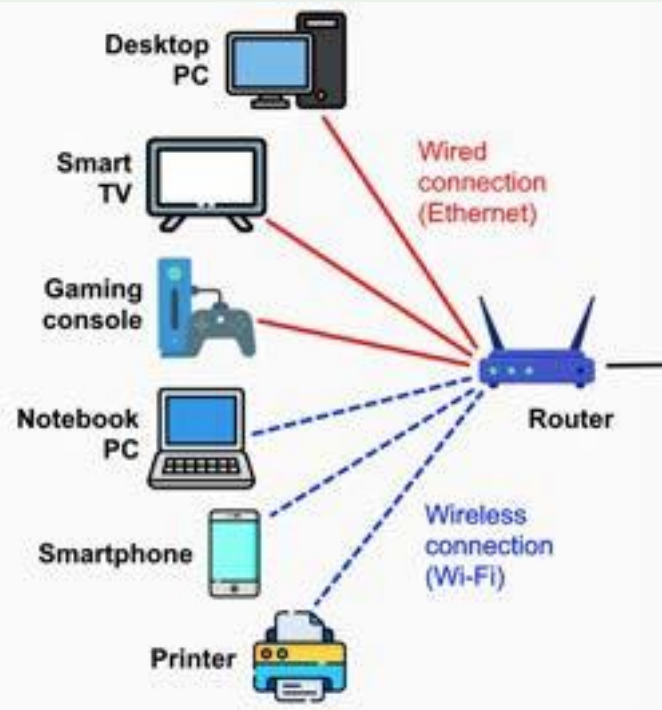 Desktop
PC
Wired
connection
(Ethernet)
Smart
TV
Gaming
console
Router
Notebook
PC
Wireless
connection
(Wi-Fi)
Smartphone
Printer